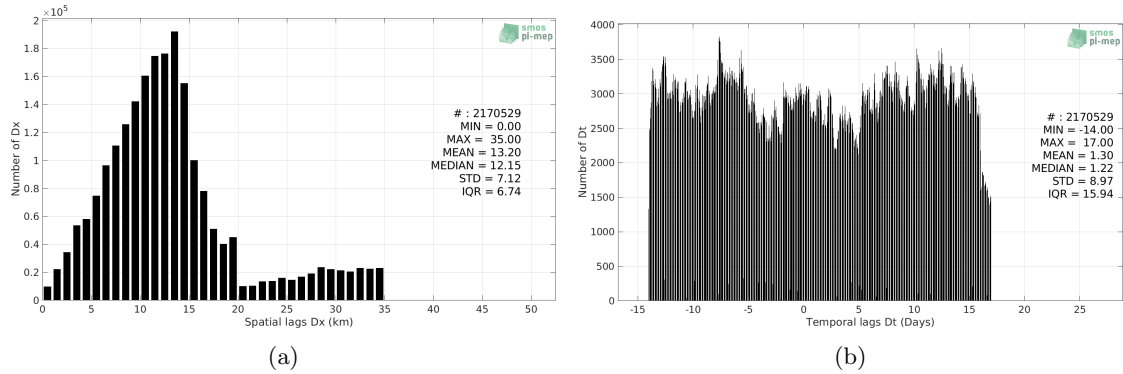 ×10⁵
2
1.8
1.6
1.4
1.2
1
0.8
0.6
0.4
0.2
0
Number of Dx
0 5 10 15 20 25 30 35 40 45 50
Spatial lags Dx (km)
smos
pi-mep
# : 2170529
MIN = 0.00
MAX = 35.00
MEAN = 13.20
MEDIAN = 12.15
STD = 7.12
IQR = 6.74
(a)
4000
3500
3000
2500
2000
1500
1000
500
0
Number of Dt
-15 -10 -5 0 5 10 15 20 25
Temporal lags Dt (Days)
smos
pi-mep
# : 2170529
MIN = -14.00
MAX = 17.00
MEAN = 1.30
MEDIAN = 1.22
STD = 8.97
IQR = 15.94
(b)